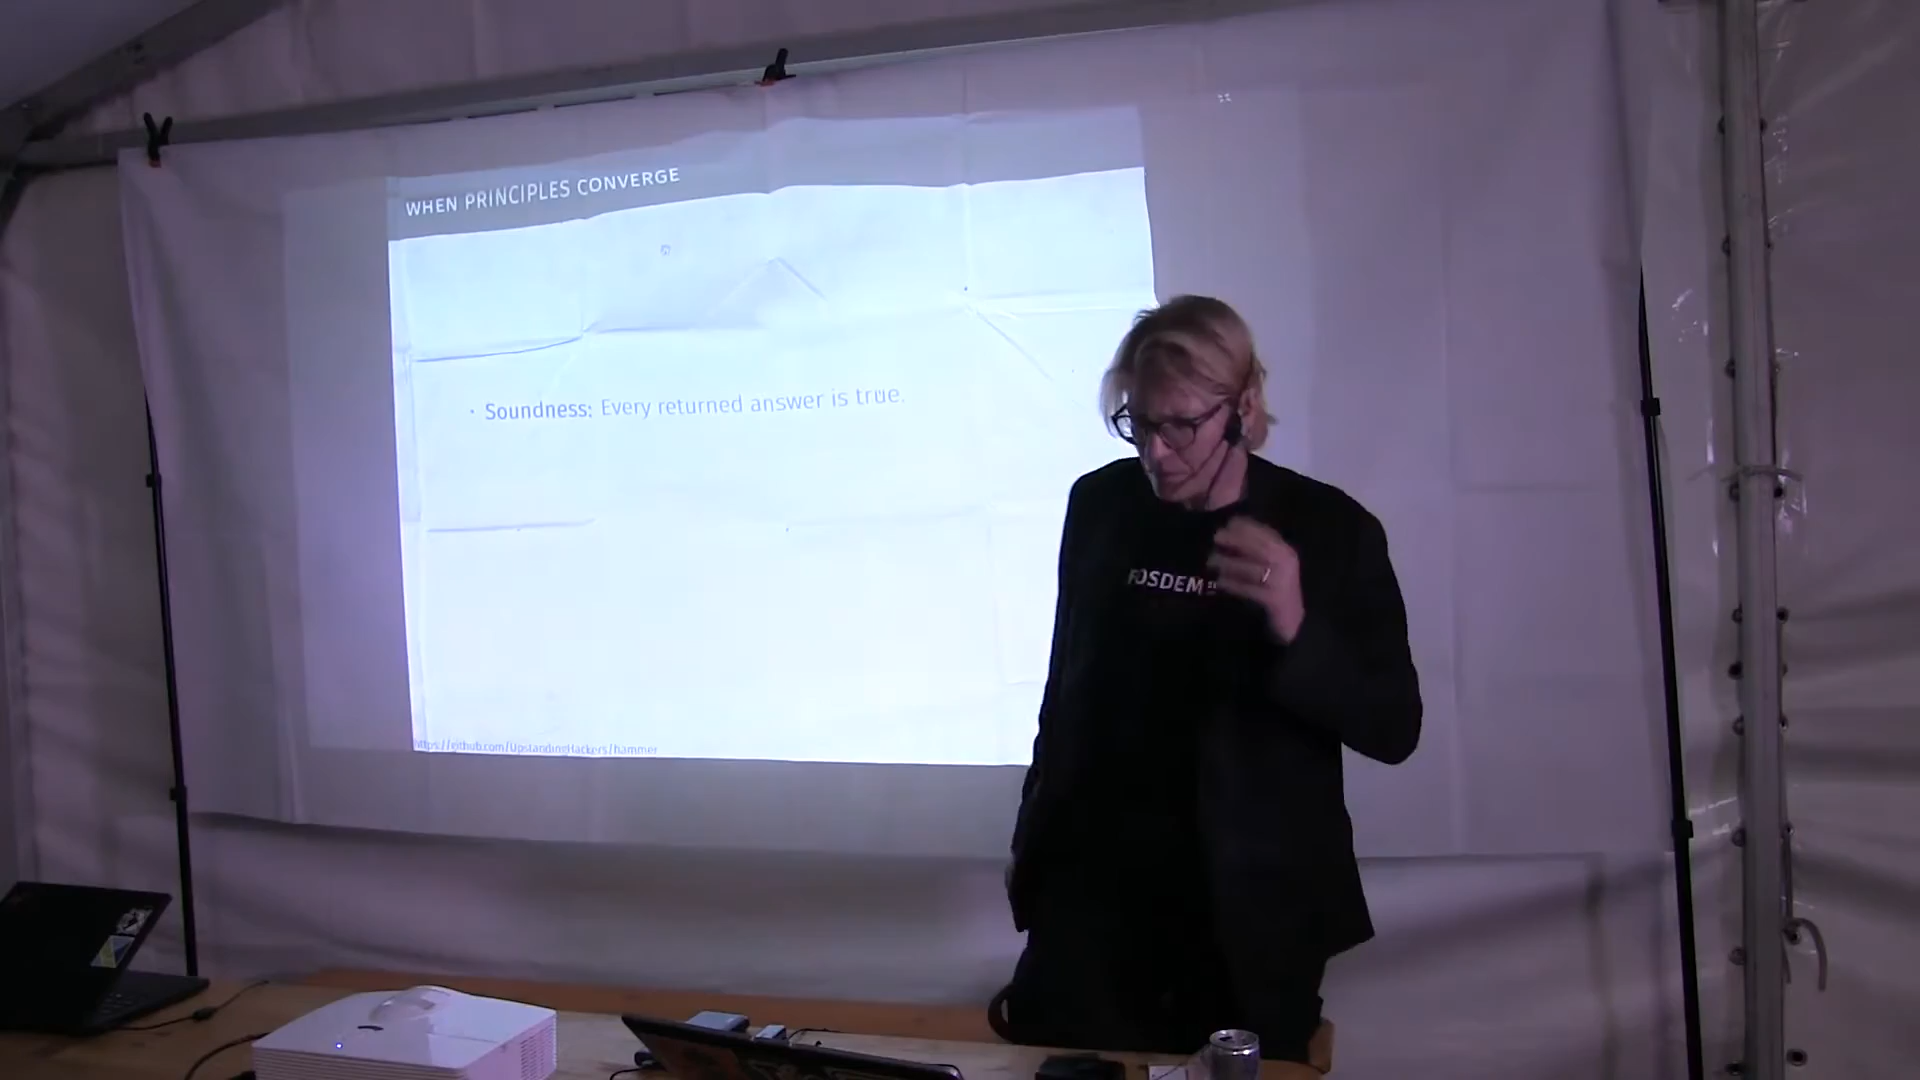 WHEN PRINCIPLES CONVERGE
· Soundness: Every returned answer is true.
https://github.com/UpstandingHackers/hammer
FOSDEM